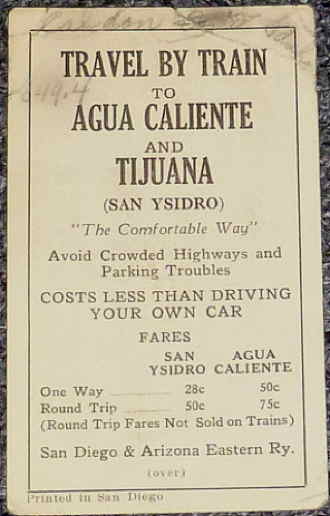 TRAVEL BY TRAIN
TO
AGUA CALIENTE
AND
TIJUANA
(SAN YSIDRO)
"The Comfortable Way"
Avoid Crowded Highways and
Parking Troubles
COSTS LESS THAN DRIVING
YOUR OWN CAR
FARES
SAN AGUA
YSIDRO CALIENTE
One Way 28c 50c
Round Trip 50c 75c
(Round Trip Fares Not Sold on Trains)
San Diego & Arizona Eastern Ry.
(over)
Printed in San Diego